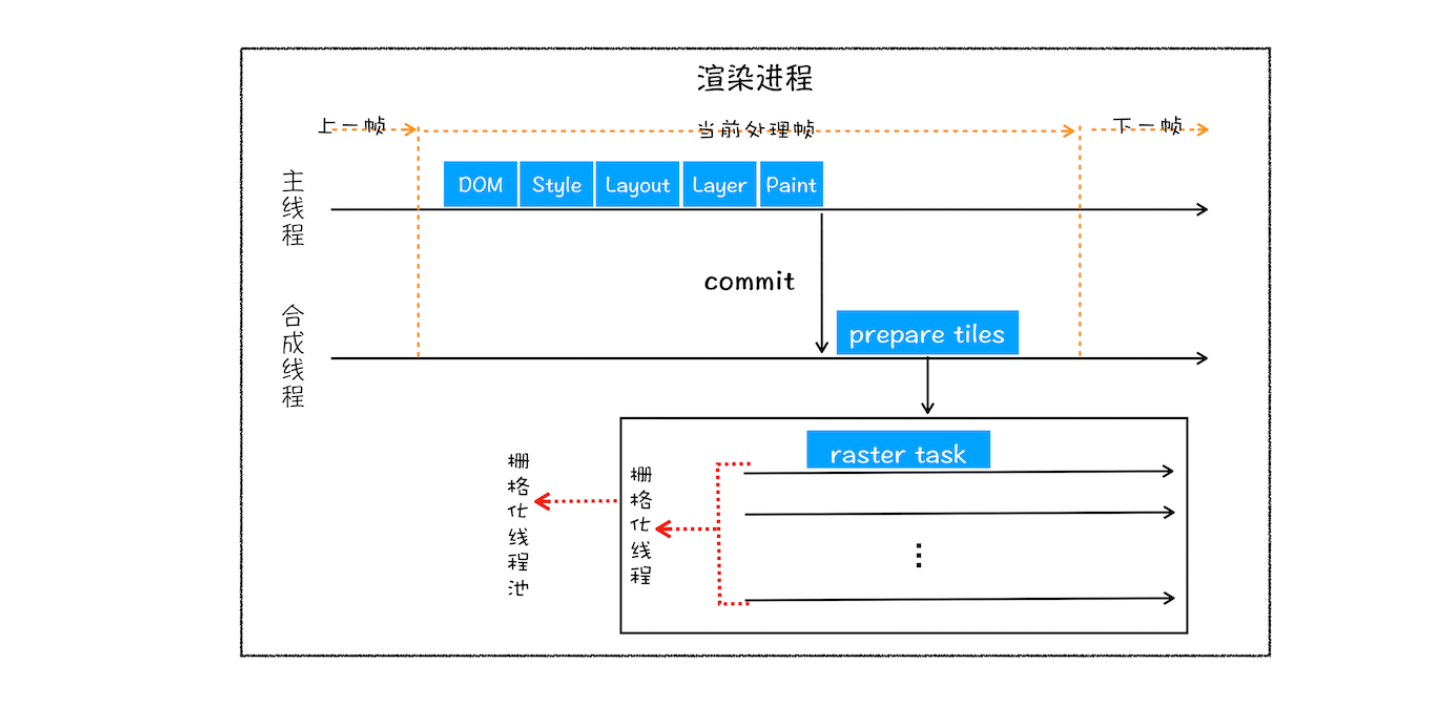 渲染进程
上一帧
当前处理帧
下一帧
主线程
DOM
Style
Layout
Layer
Paint
commit
合成线程
prepare tiles
raster task
栅格化线程池
栅格化线程